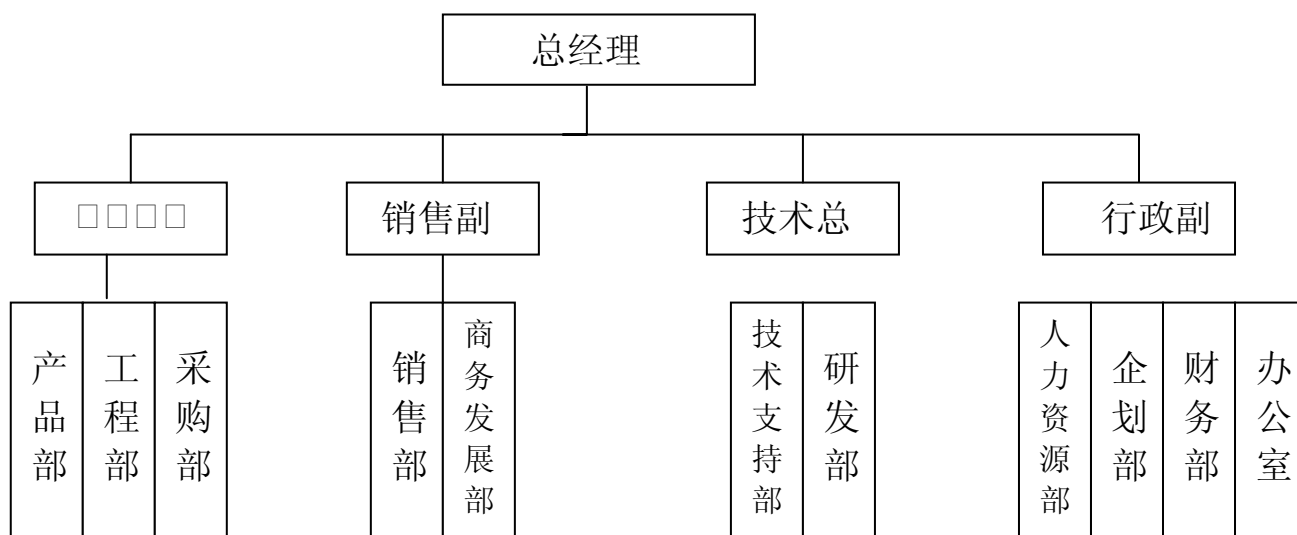 总经理
□□□□
销售副
技术总
行政副
产品部
工程部
采购部
销售部
商务发展部
技术支持部
研发部
人力资源部
企划部
财务部
办公室